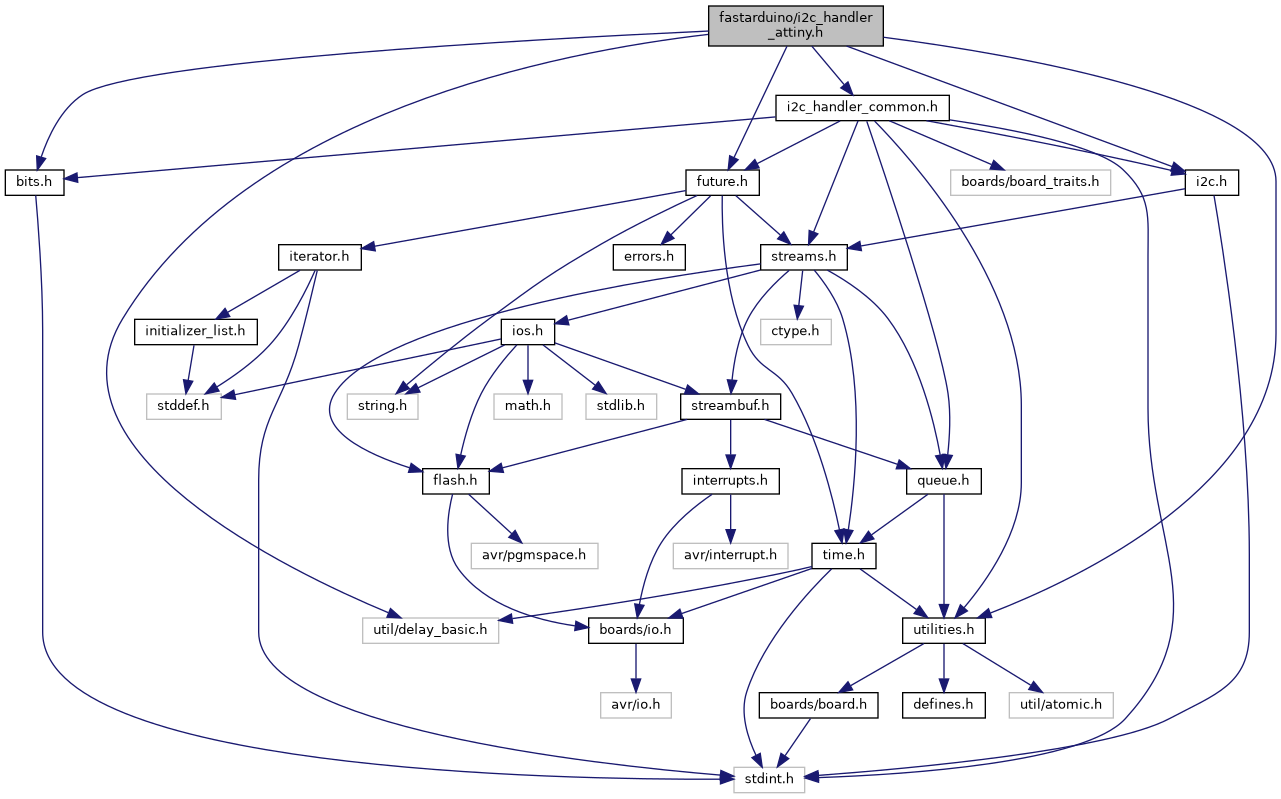 fastarduino/i2c_handler
_attiny.h
i2c_handler_common.h
bits.h
future.h
boards/board_traits.h
i2c.h
iterator.h
errors.h
streams.h
initializer_list.h
ios.h
ctype.h
stddef.h
string.h
math.h
stdlib.h
streambuf.h
flash.h
interrupts.h
queue.h
avr/pgmspace.h
avr/interrupt.h
time.h
util/delay_basic.h
boards/io.h
utilities.h
avr/io.h
boards/board.h
defines.h
util/atomic.h
stdint.h